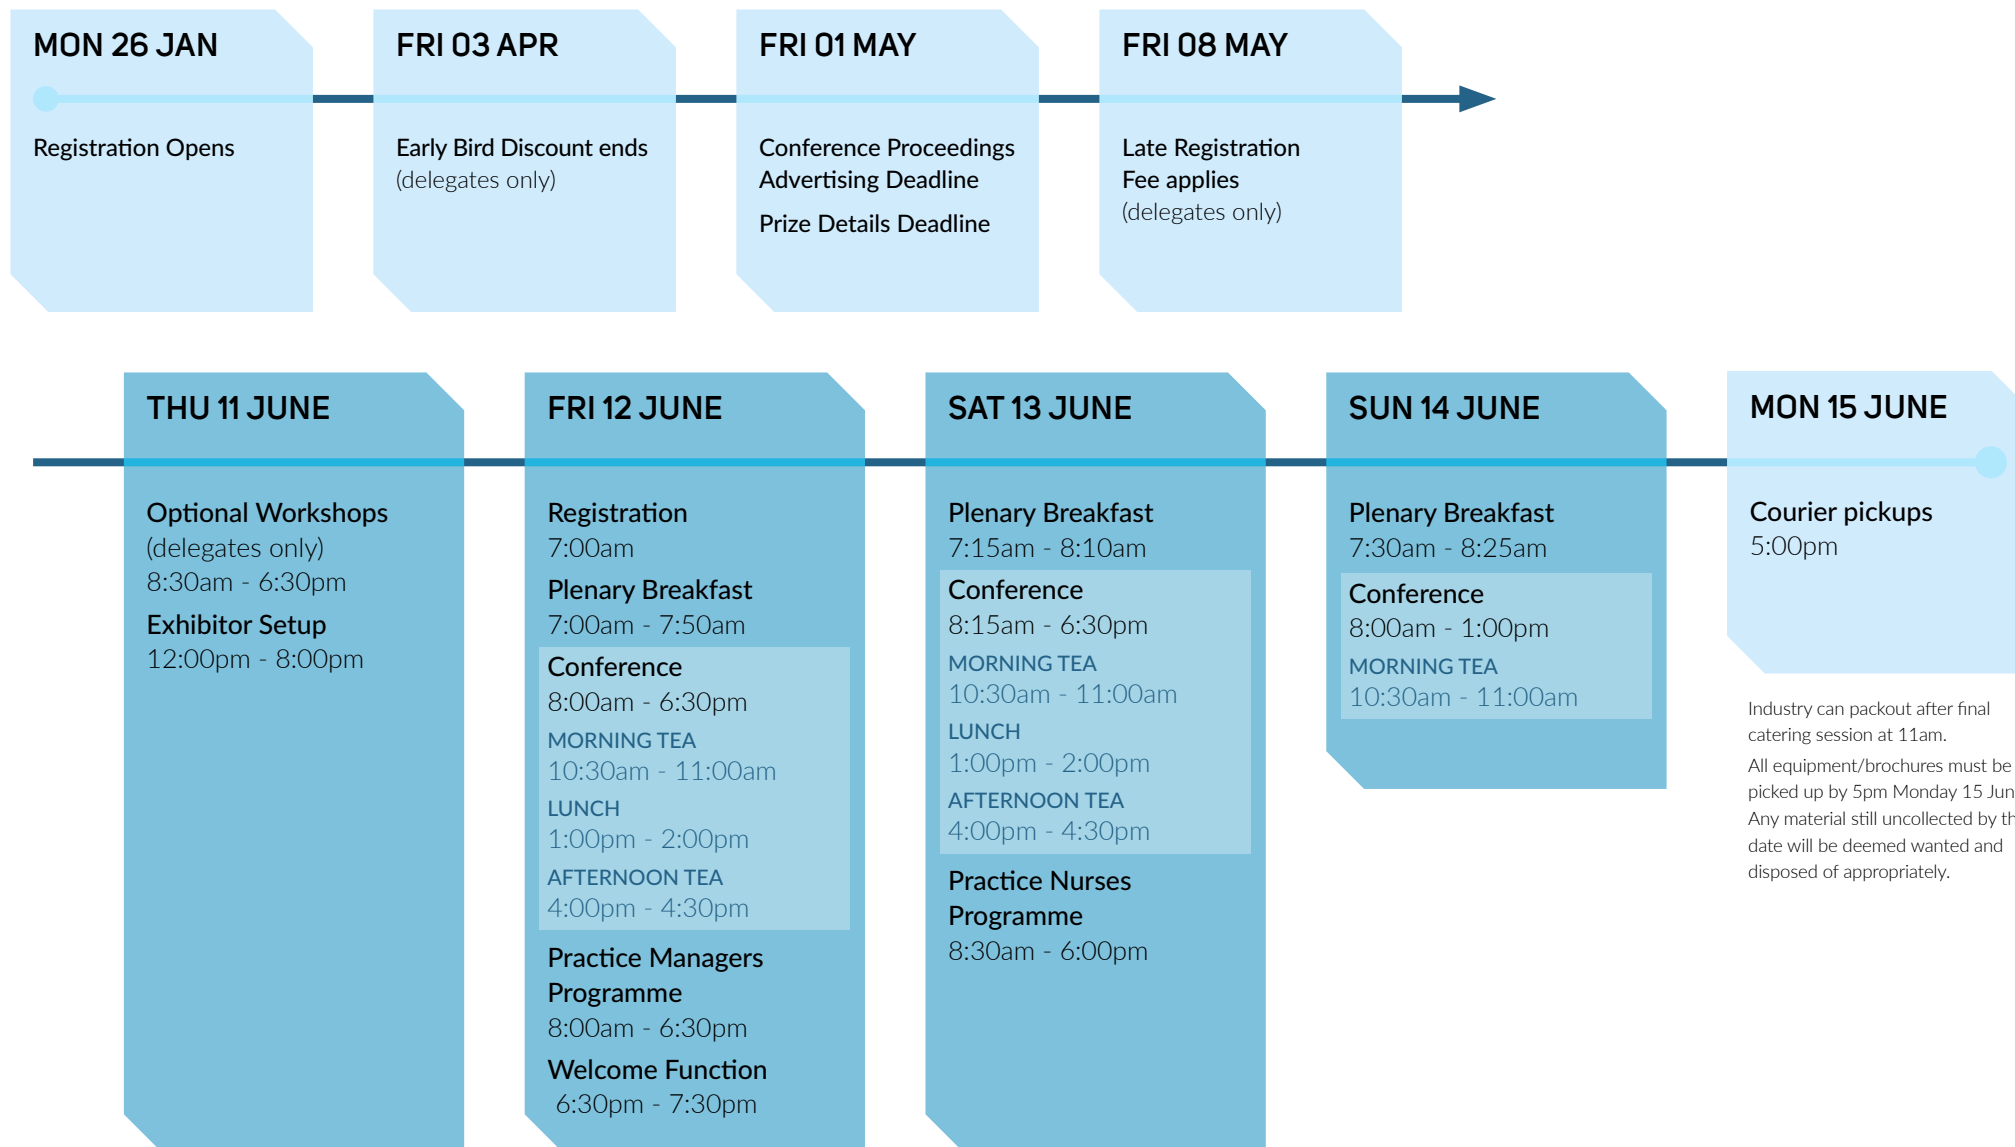 MON 26 JAN
Registration Opens
FRI 03 APR
Early Bird Discount ends
(delegates only)
FRI 01 MAY
Conference Proceedings
Advertising Deadline
Prize Details Deadline
FRI 08 MAY
Late Registration
Fee applies
(delegates only)
THU 11 JUNE
Optional Workshops
(delegates only)
8:30am - 6:30pm
Exhibitor Setup
12:00pm - 8:00pm
FRI 12 JUNE
Registration
7:00am
Plenary Breakfast
7:00am - 7:50am
Conference
8:00am - 6:30pm
MORNING TEA
10:30am - 11:00am
LUNCH
1:00pm - 2:00pm
AFTERNOON TEA
4:00pm - 4:30pm
Practice Managers
Programme
8:00am - 6:30pm
Welcome Function
6:30pm - 7:30pm
SAT 13 JUNE
Plenary Breakfast
7:15am - 8:10am
Conference
8:15am - 6:30pm
MORNING TEA
10:30am - 11:00am
LUNCH
1:00pm - 2:00pm
AFTERNOON TEA
4:00pm - 4:30pm
Practice Nurses
Programme
8:30am - 6:00pm
SUN 14 JUNE
Plenary Breakfast
7:30am - 8:25am
Conference
8:00am - 1:00pm
MORNING TEA
10:30am - 11:00am
MON 15 JUNE
Courier pickups
5:00pm
Industry can packout after final
catering session at 11am.
All equipment/brochures must be
picked up by 5pm Monday 15 Jun
Any material still uncollected by th
date will be deemed wanted and
disposed of appropriately.